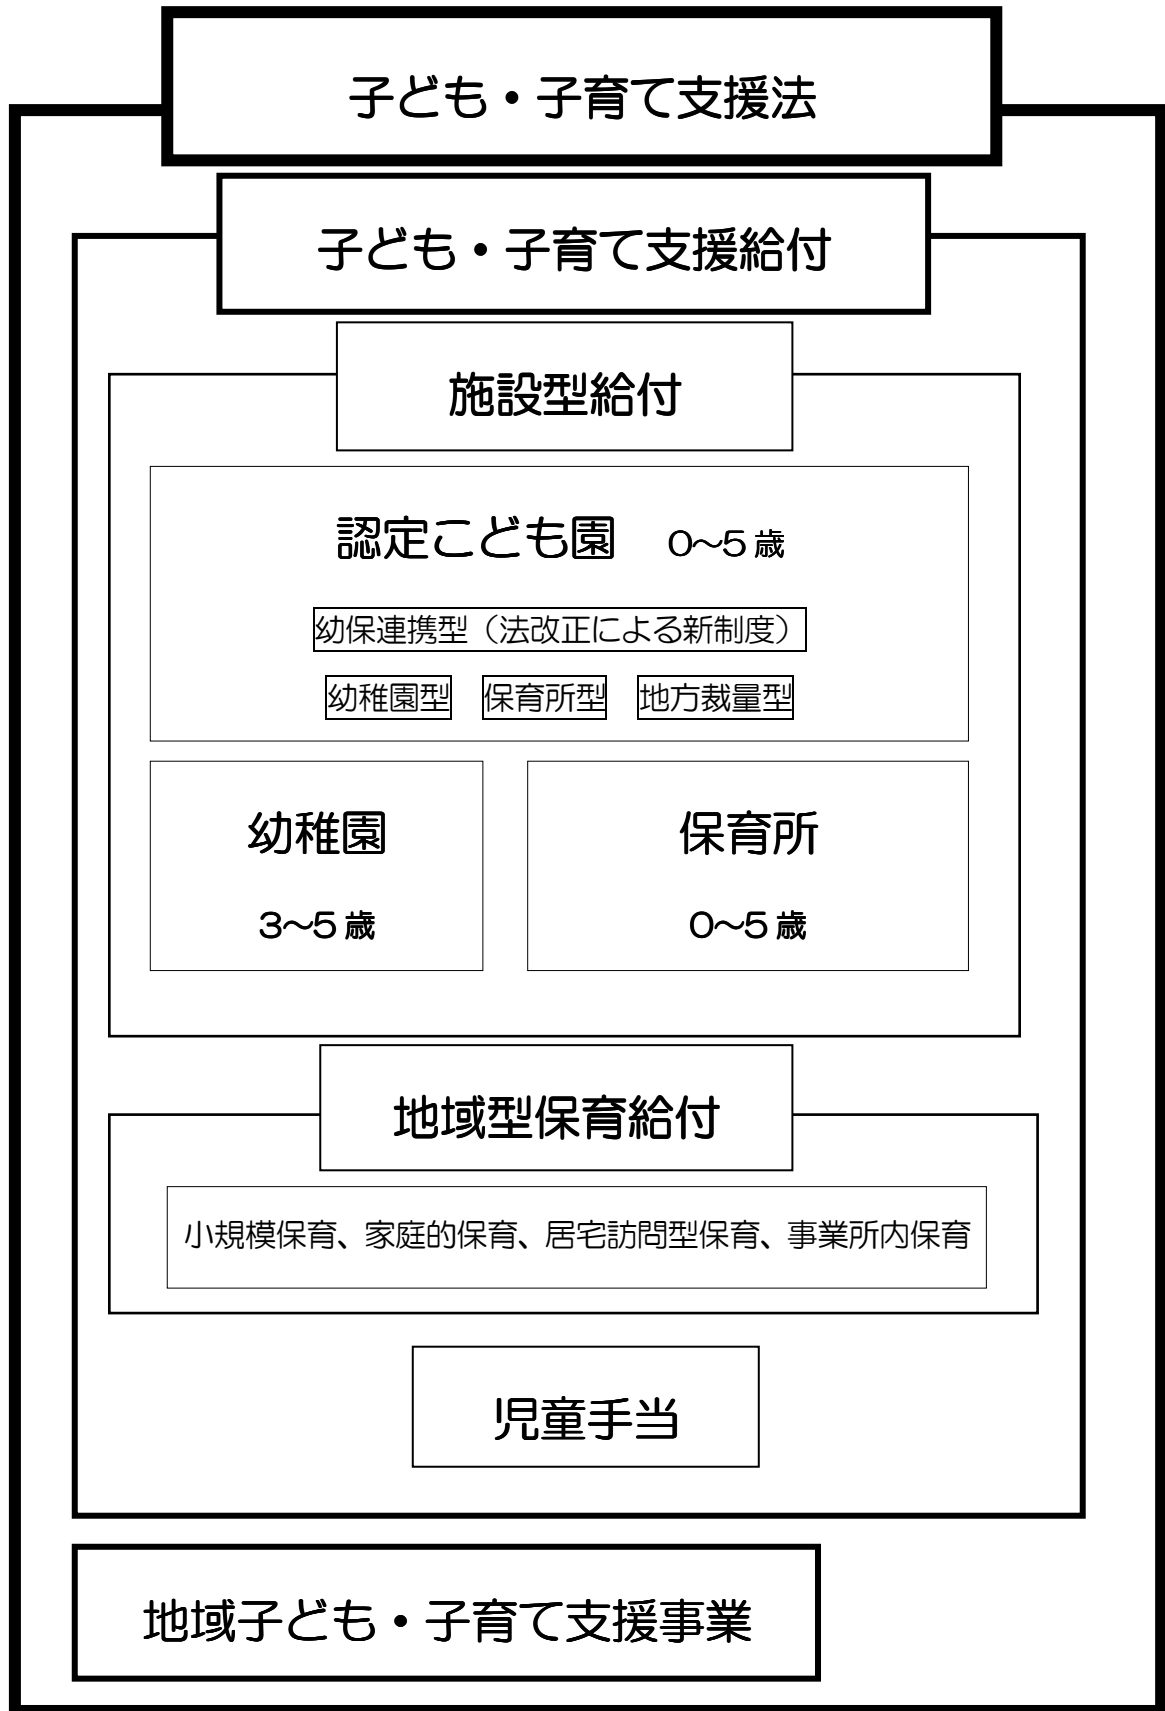 子ども・子育て支援法
子ども・子育て支援給付
施設型給付
認定こども園 0～5歳
幼保連携型（法改正による新制度）
幼稚園型 保育所型 地方裁量型
幼稚園 保育所
3～5歳 0～5歳
地域型保育給付
小規模保育、家庭的保育、居宅訪問型保育、事業所内保育
児童手当
地域子ども・子育て支援事業